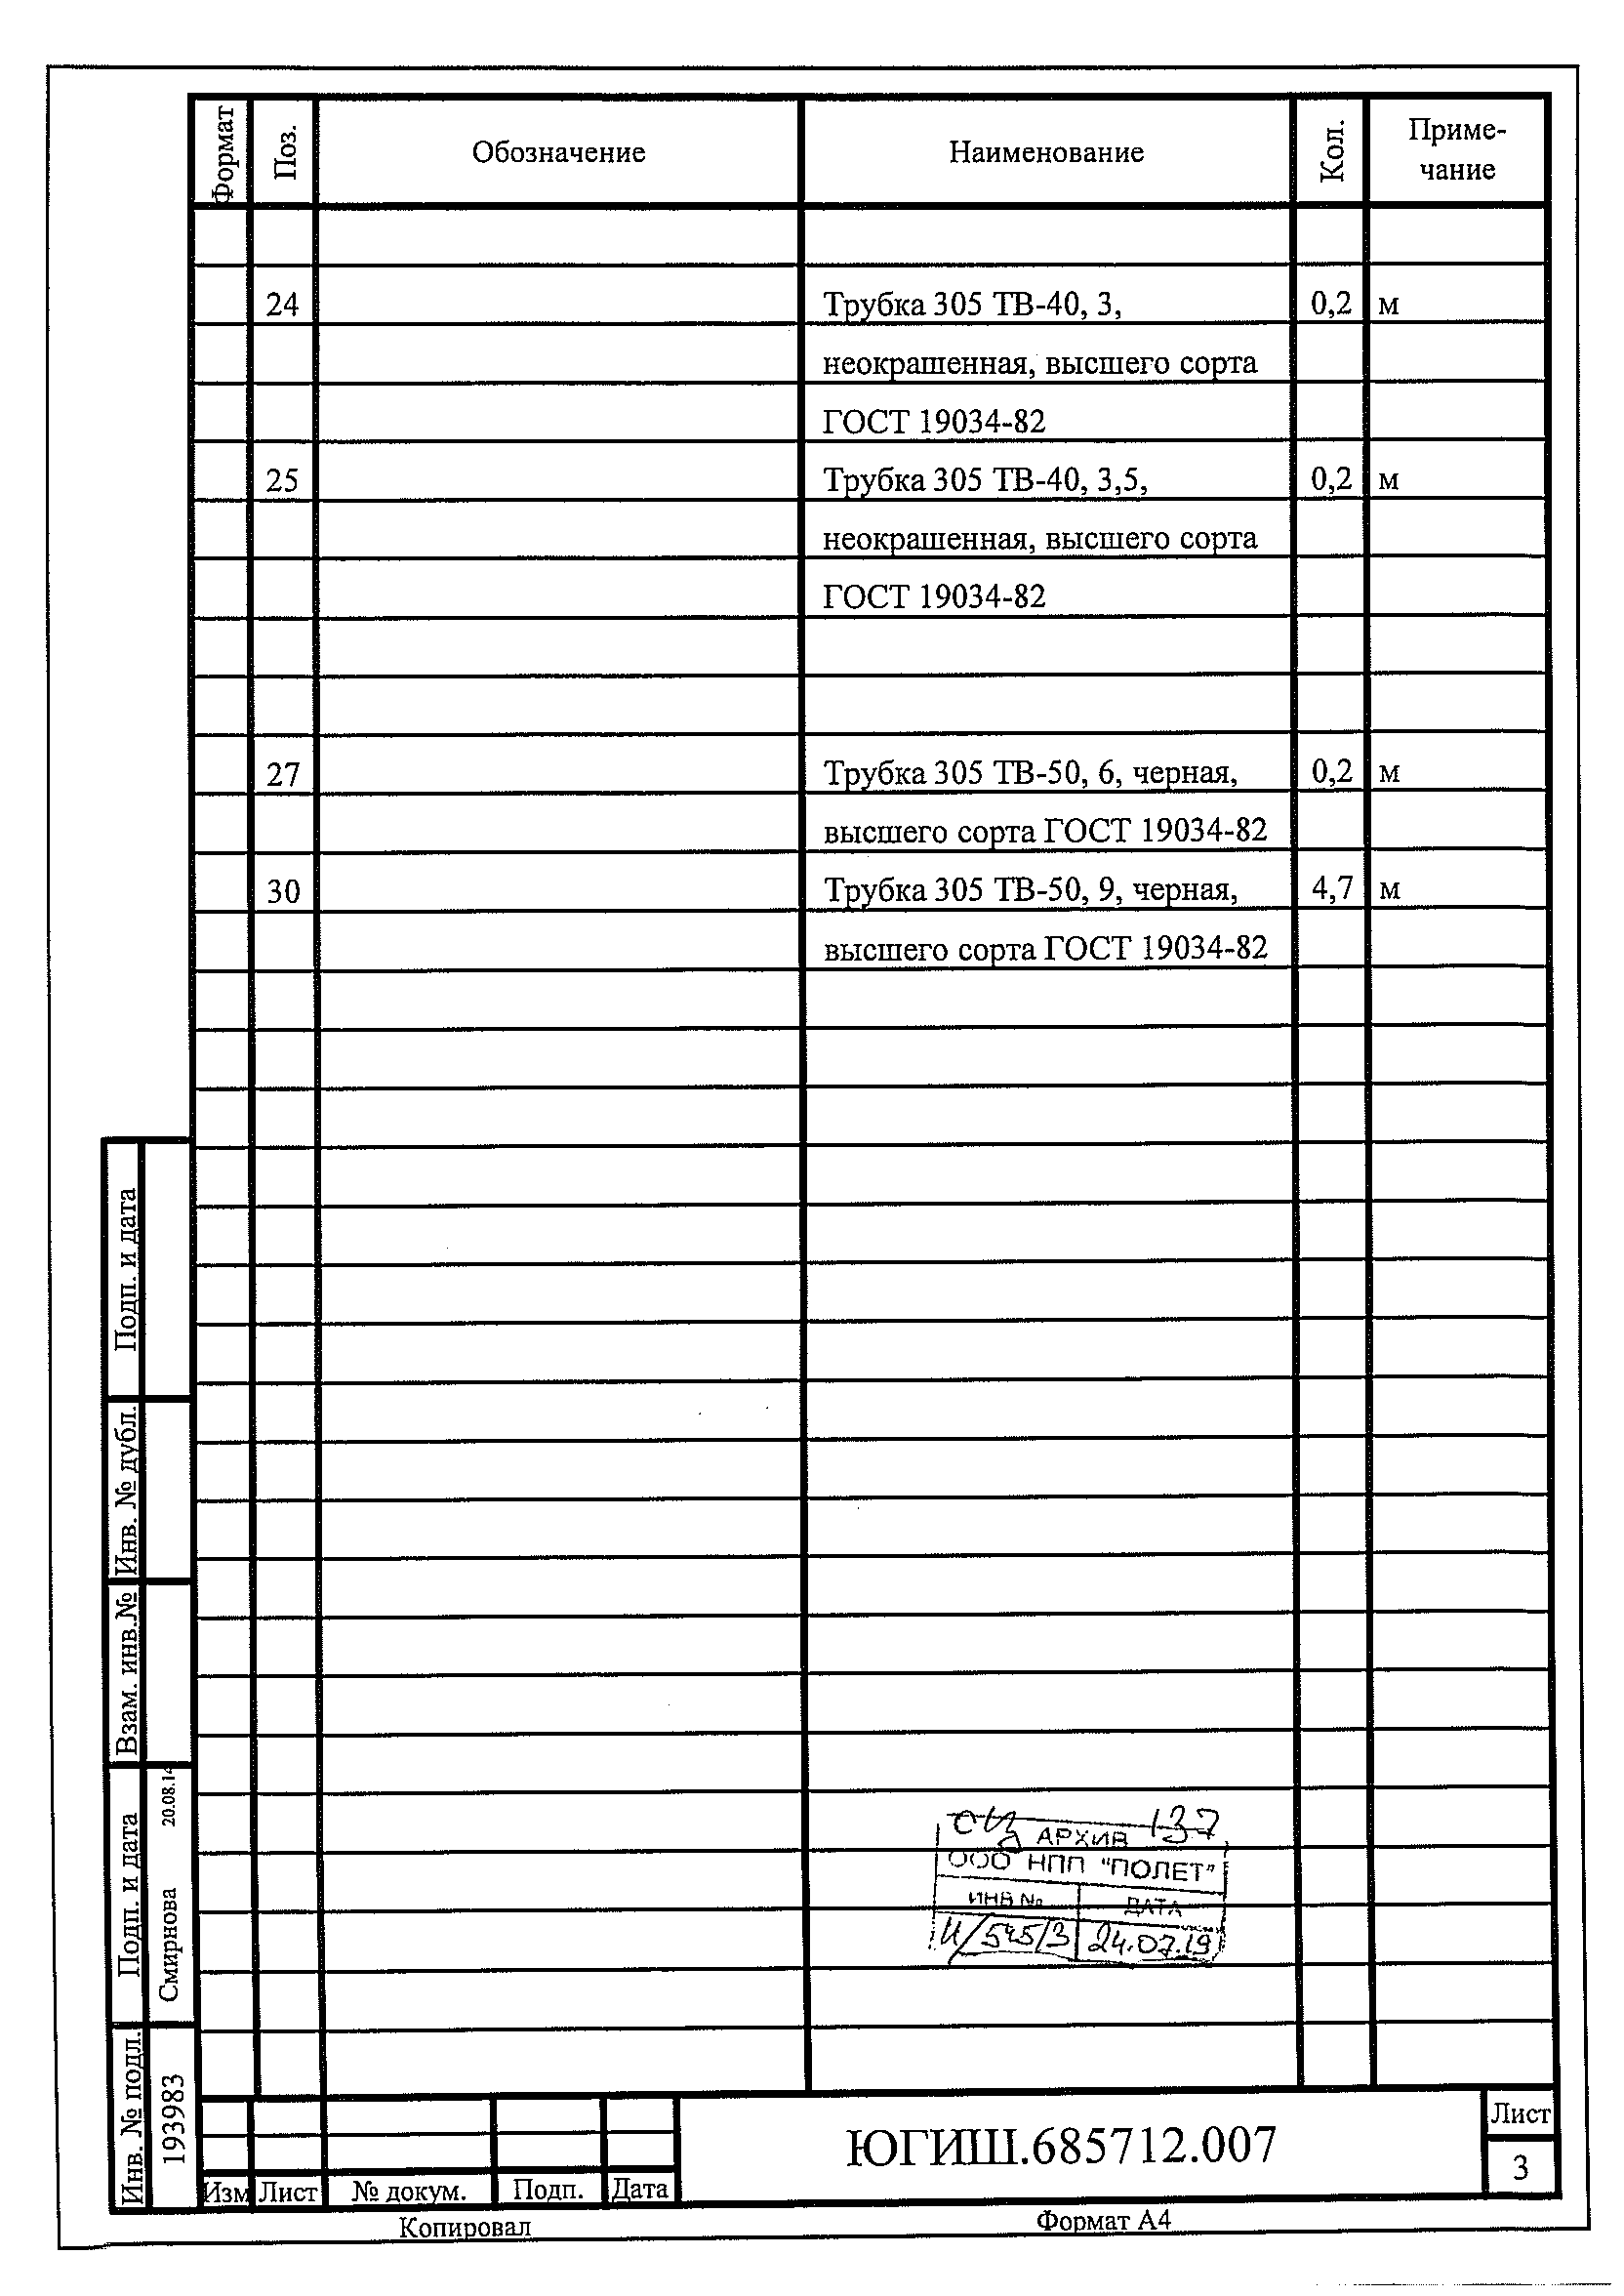 Формат Поз. Обозначение Наименование Кол. Приме-
чание
24 Трубка 305 ТВ-40, 3, 0,2 м
неокрашенная, высшего сорта
ГОСТ 19034-82
25 Трубка 305 ТВ-40, 3,5, 0,2 м
неокрашенная, высшего сорта
ГОСТ 19034-82
27 Трубка 305 ТВ-50, 6, черная, 0,2 м
высшего сорта ГОСТ 19034-82
30 Трубка 305 ТВ-50, 9, черная, 4,7 м
высшего сорта ГОСТ 19034-82
Подп. и дата
Инв. № дубл.
Взам. инв.№
Подп. и дата
Смирнова 20.08.14
Инв. № подл.
193983
137
АРХИВ
ООО НПП "ПОЛЕТ"
ИНВ № ДАТА
И/545/3 24.07.19
Изм Лист № докум. Подп. Дата
ЮГИШ.685712.007
Лист
3
Копировал Формат А4